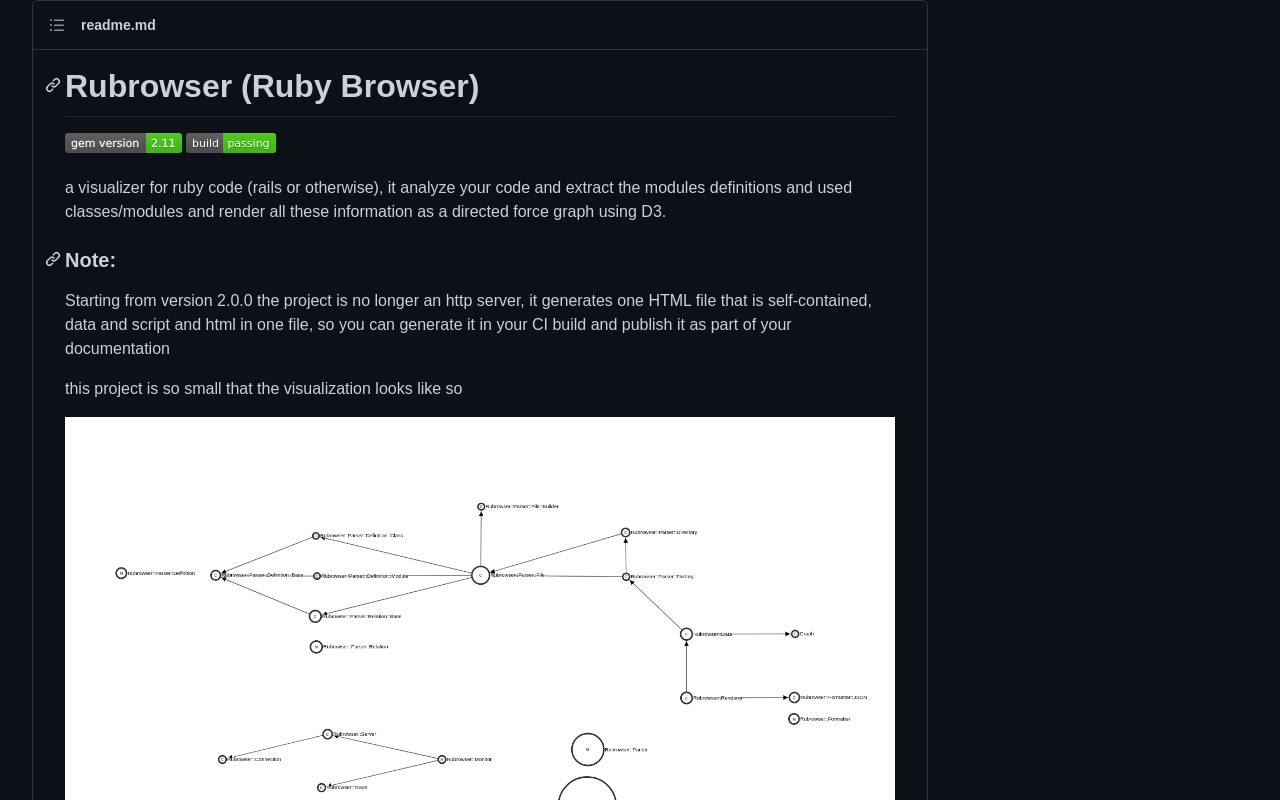 readme.md
Rubrowser (Ruby Browser)
gem version 2.11 build passing
a visualizer for ruby code (rails or otherwise), it analyze your code and extract the modules definitions and used
classes/modules and render all these information as a directed force graph using D3.
Note:
Starting from version 2.0.0 the project is no longer an http server, it generates one HTML file that is self-contained,
data and script and html in one file, so you can generate it in your CI build and publish it as part of your
documentation
this project is so small that the visualization looks like so
Rubrowser::Parser::File::Builder
Rubrowser::Parser::Directory
Rubrowser::Parser::Definition::Class
Rubrowser::Parser::Definition
Rubrowser::Parser::Definition::Base
Rubrowser::Parser::Definition::Module
Rubrowser::Parser::File
Rubrowser::Parser::Factory
Rubrowser::Parser::Relation::Base
Rubrowser::Data
Graph
Rubrowser::Parser::Relation
Rubrowser::Renderer
Rubrowser::Formatter::JSON
Rubrowser::Formatter
Rubrowser::Server
Rubrowser::Parser
Rubrowser::Connection
Rubrowser::Monitor